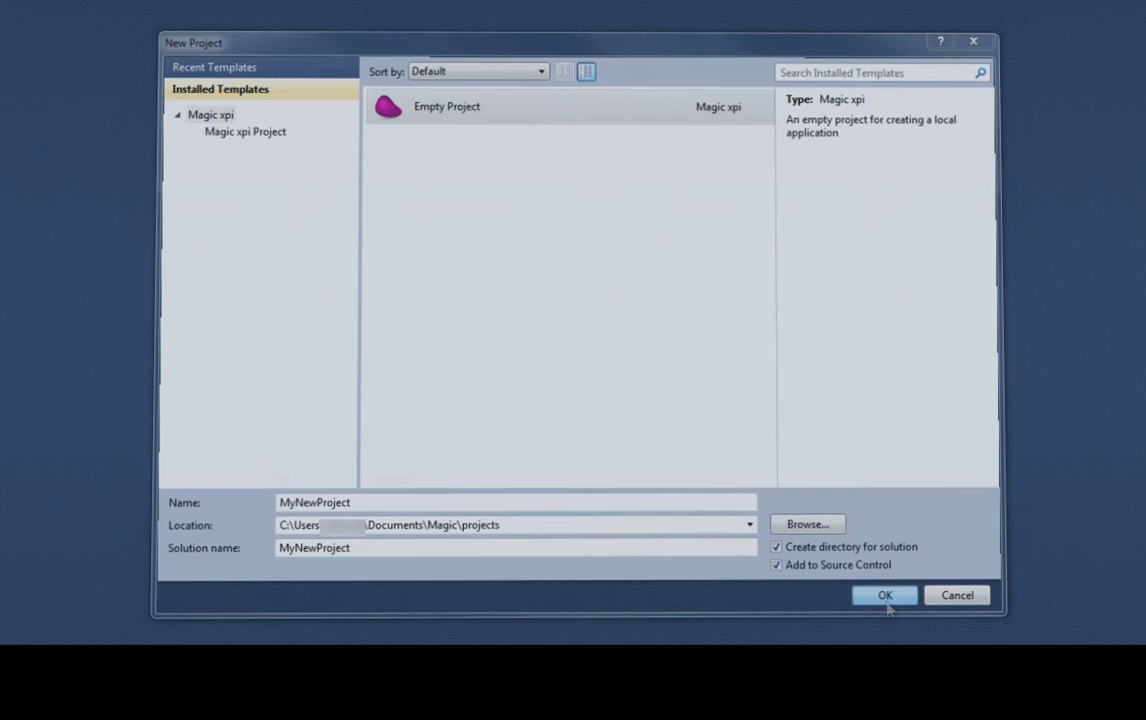 New Project
? X
Recent Templates
Installed Templates
Magic xpi
Magic xpi Project
Sort by: Default
Empty Project Magic xpi
Search Installed Templates
Type: Magic xpi
An empty project for creating a local
application
Name: MyNewProject
Location: C:\Users \Documents\Magic\projects
Browse...
Solution name: MyNewProject
Create directory for solution
Add to Source Control
OK Cancel